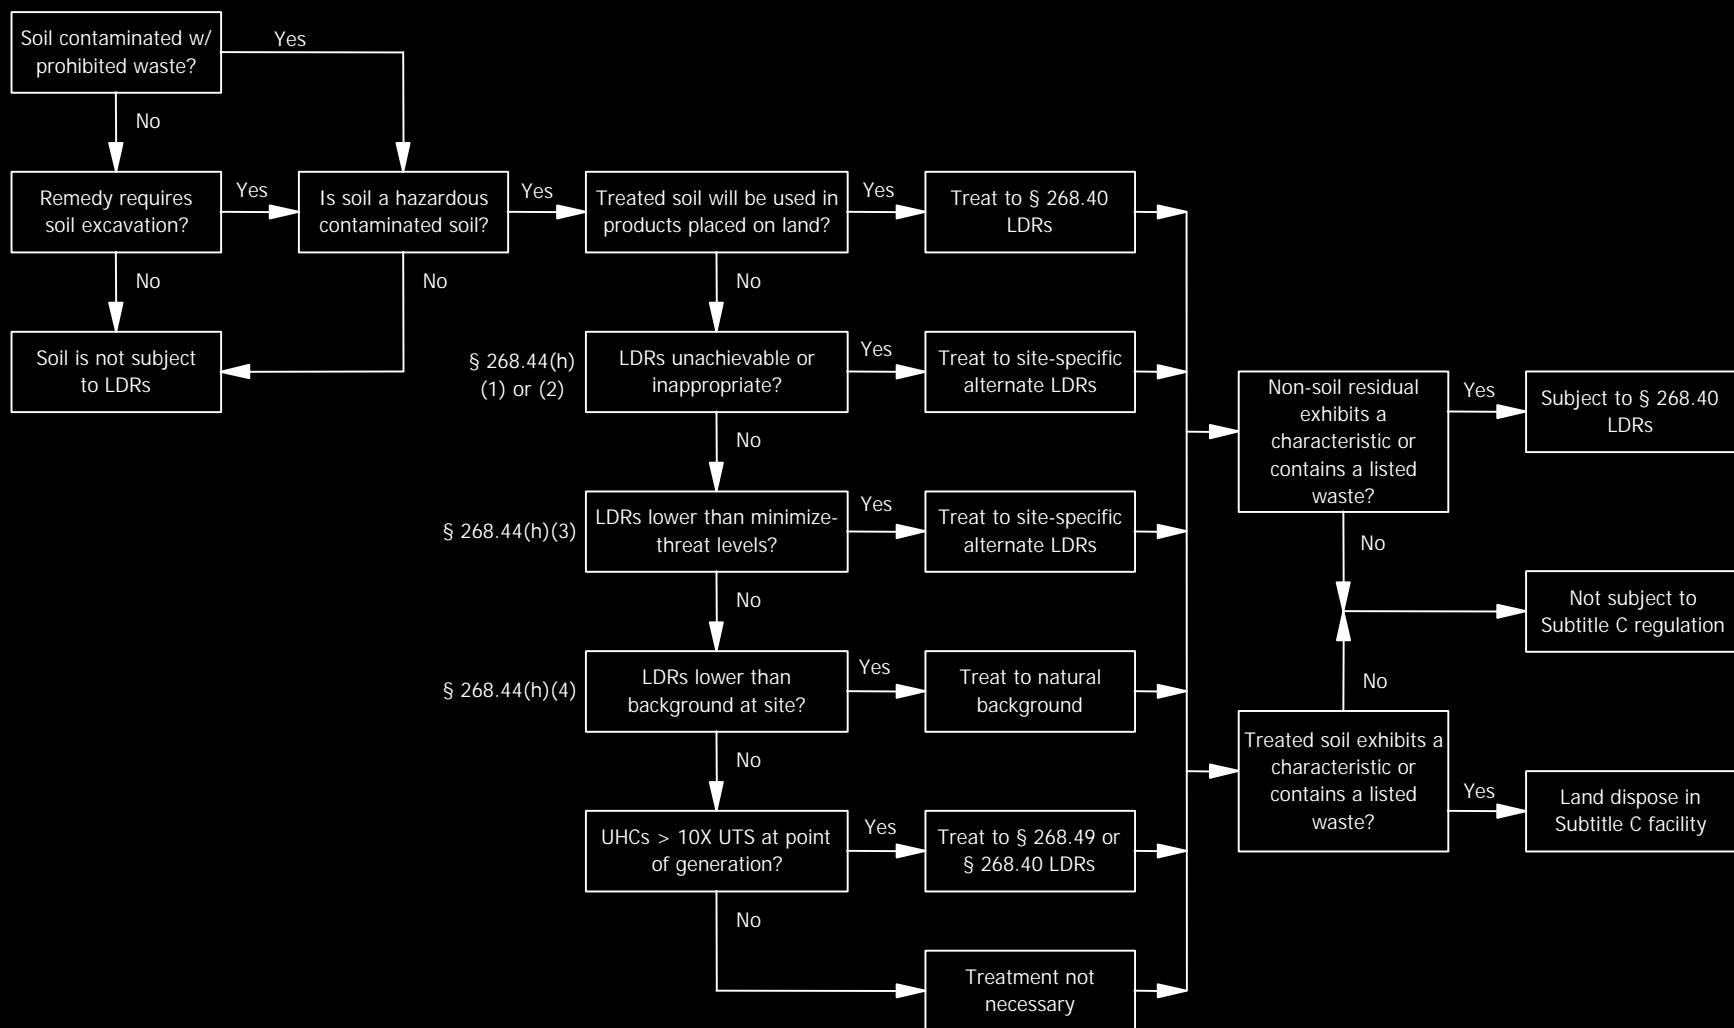 Soil contaminated w/
prohibited waste?
Yes
No
Remedy requires
soil excavation?
Yes
Is soil a hazardous
contaminated soil?
Yes
Treated soil will be used in
products placed on land?
Yes
Treat to § 268.40
LDRs
No
No
No
Soil is not subject
to LDRs
§ 268.44(h)
(1) or (2)
LDRs unachievable or
inappropriate?
Yes
Treat to site-specific
alternate LDRs
No
§ 268.44(h)(3)
LDRs lower than minimize-
threat levels?
Yes
Treat to site-specific
alternate LDRs
No
§ 268.44(h)(4)
LDRs lower than
background at site?
Yes
Treat to natural
background
No
UHCs > 10X UTS at point
of generation?
Yes
Treat to § 268.49 or
§ 268.40 LDRs
No
Treatment not
necessary
Non-soil residual
exhibits a
characteristic or
contains a listed
waste?
Yes
Subject to § 268.40
LDRs
No
Not subject to
Subtitle C regulation
No
Treated soil exhibits a
characteristic or
contains a listed
waste?
Yes
Land dispose in
Subtitle C facility